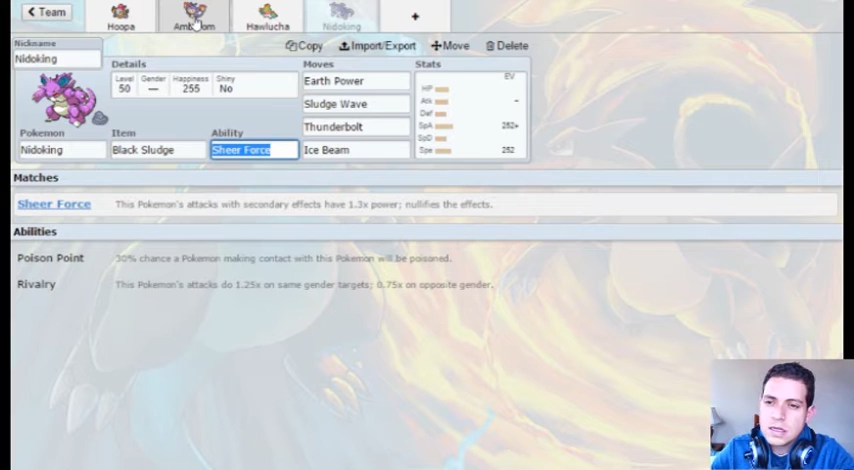 < Team
Hoopa
Ambipom
Hawlucha
Nidoking
+
Nickname
Nidoking
Copy Import/Export Move Delete
Details
Moves
Stats
Level Gender Happiness Shiny
50 — 255 No
Earth Power
Sludge Wave
Thunderbolt
Ice Beam
EV
HP
Atk -
Def
SpA 252+
SpD
Spe 252
Pokemon
Nidoking
Item
Black Sludge
Ability
Sheer Force
Matches
Sheer Force This Pokemon's attacks with secondary effects have 1.3x power; nullifies the effects.
Abilities
Poison Point 30% chance a Pokemon making contact with this Pokemon will be poisoned.
Rivalry This Pokemon's attacks do 1.25x on same gender targets; 0.75x on opposite gender.